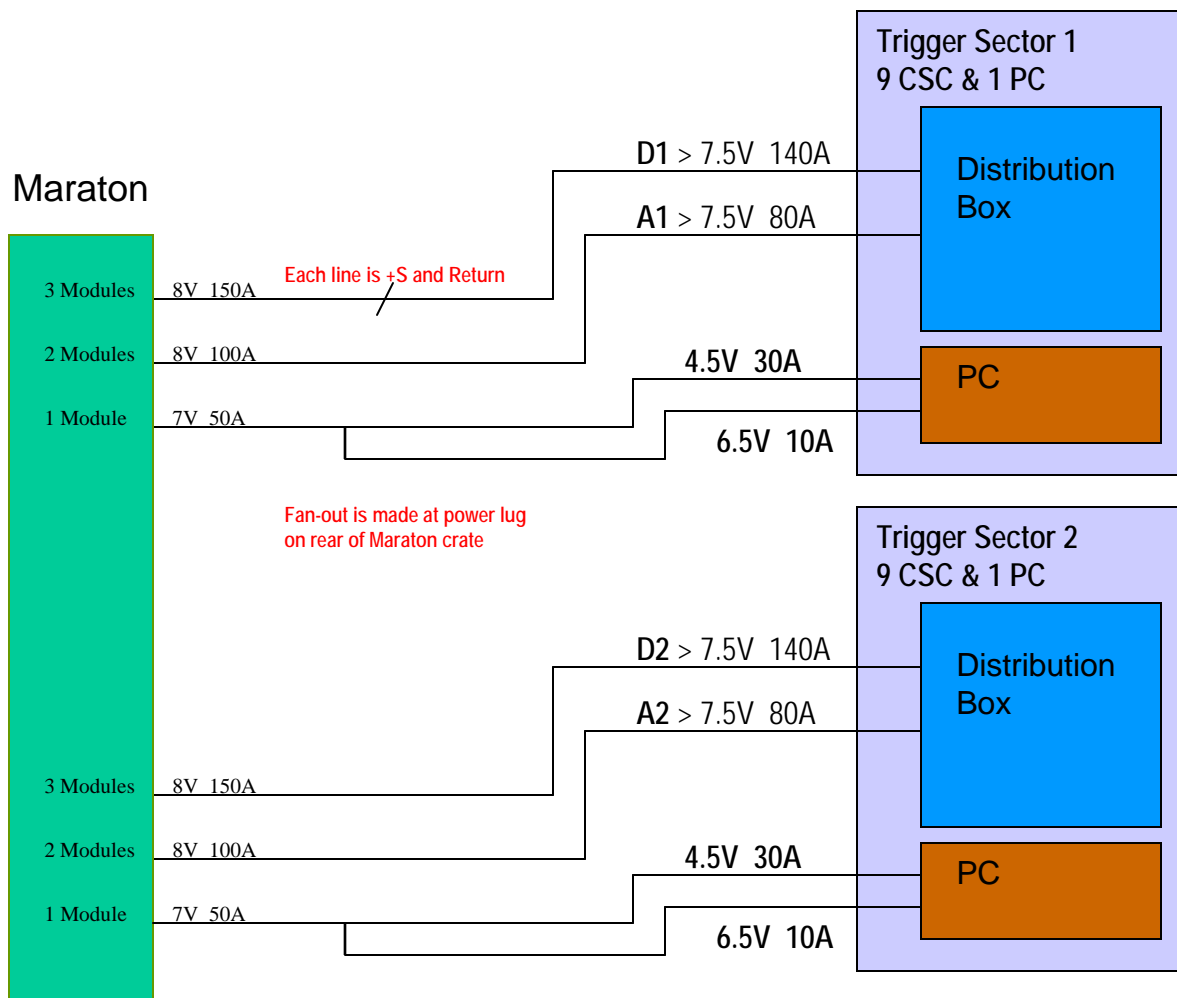 Trigger Sector 1
9 CSC & 1 PC
D1 > 7.5V 140A
Distribution
Box
Maraton
A1 > 7.5V 80A
Each line is +S and Return
3 Modules
8V 150A
2 Modules
8V 100A
4.5V 30A
PC
1 Module
7V 50A
6.5V 10A
Fan-out is made at power lug
on rear of Maraton crate
Trigger Sector 2
9 CSC & 1 PC
D2 > 7.5V 140A
Distribution
Box
A2 > 7.5V 80A
3 Modules
8V 150A
2 Modules
8V 100A
4.5V 30A
PC
1 Module
7V 50A
6.5V 10A